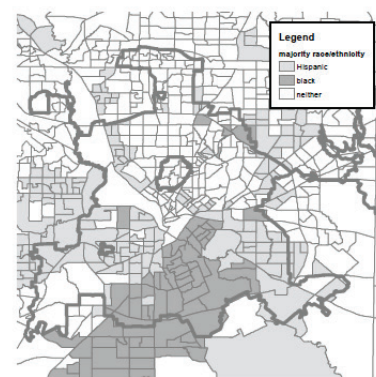 Legend
majority race/ethnicity
Hispanic
black
neither